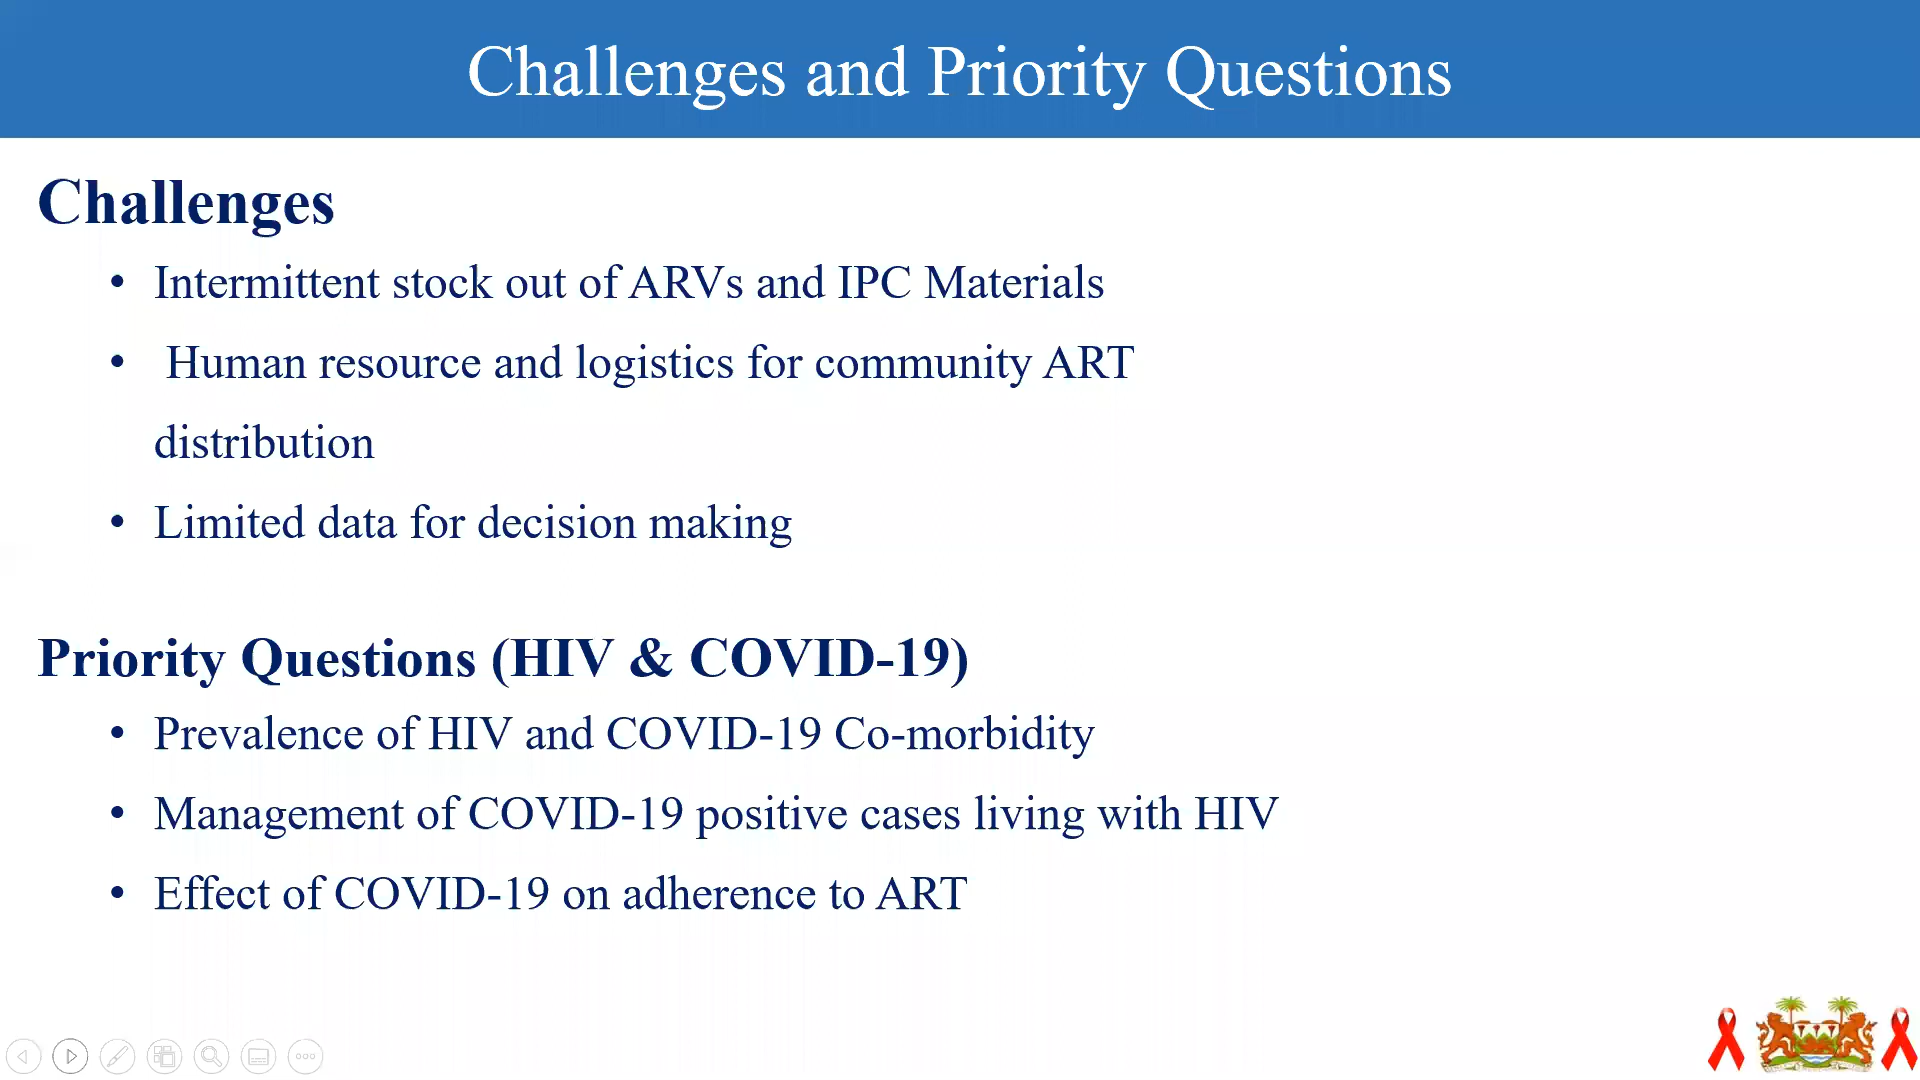 Challenges and Priority Questions
Challenges
• Intermittent stock out of ARVs and IPC Materials
• Human resource and logistics for community ART
distribution
• Limited data for decision making
Priority Questions (HIV & COVID-19)
• Prevalence of HIV and COVID-19 Co-morbidity
• Management of COVID-19 positive cases living with HIV
• Effect of COVID-19 on adherence to ART